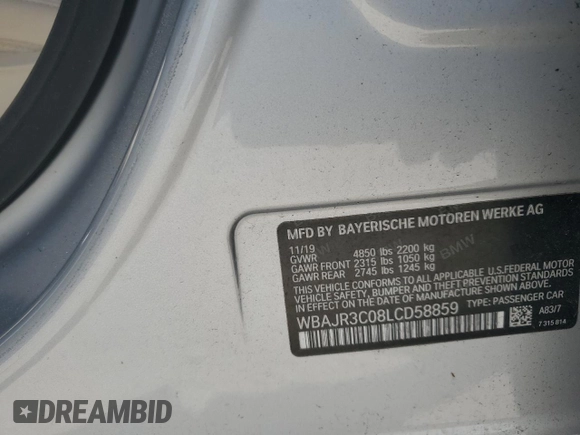 MFD BY BAYERISCHE MOTOREN WERKE AG
11/19
GVWR 4850 lbs 2200 kg
GAWR FRONT 2315 lbs 1050 kg
GAWR REAR 2745 lbs 1245 kg
THIS VEHICLE CONFORMS TO ALL APPLICABLE U.S.FEDERAL MOTOR
VEHICLE SAFETY, BUMPER, AND THEFT PREVENTION STANDARDS
IN EFFECT ON THE DATE OF MANUFACTURE SHOWN ABOVE.
WBAJR3C08LCD58859 TYPE: PASSENGER CAR
A83/7
7 315 814
BMW
DREAMBID